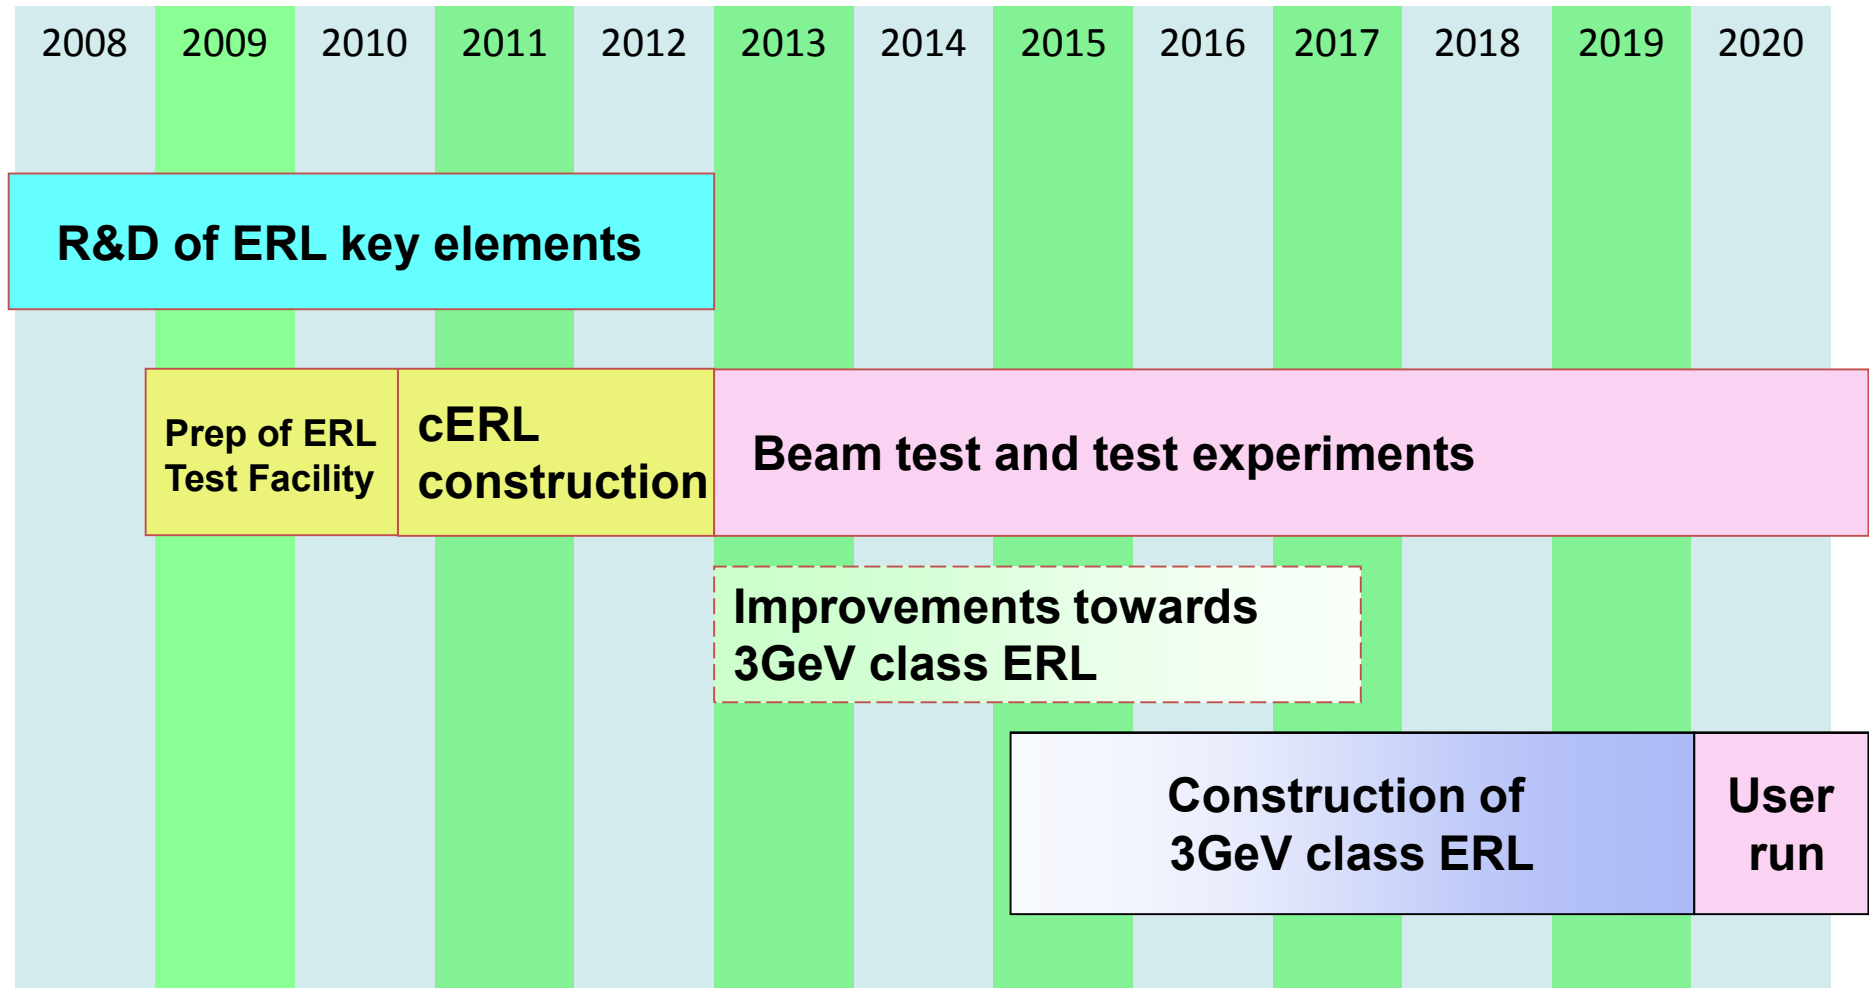 2008 2009 2010 2011 2012 2013 2014 2015 2016 2017 2018 2019 2020
R&D of ERL key elements
Prep of ERL
Test Facility
cERL
construction
Beam test and test experiments
Improvements towards
3GeV class ERL
Construction of
3GeV class ERL
User
run